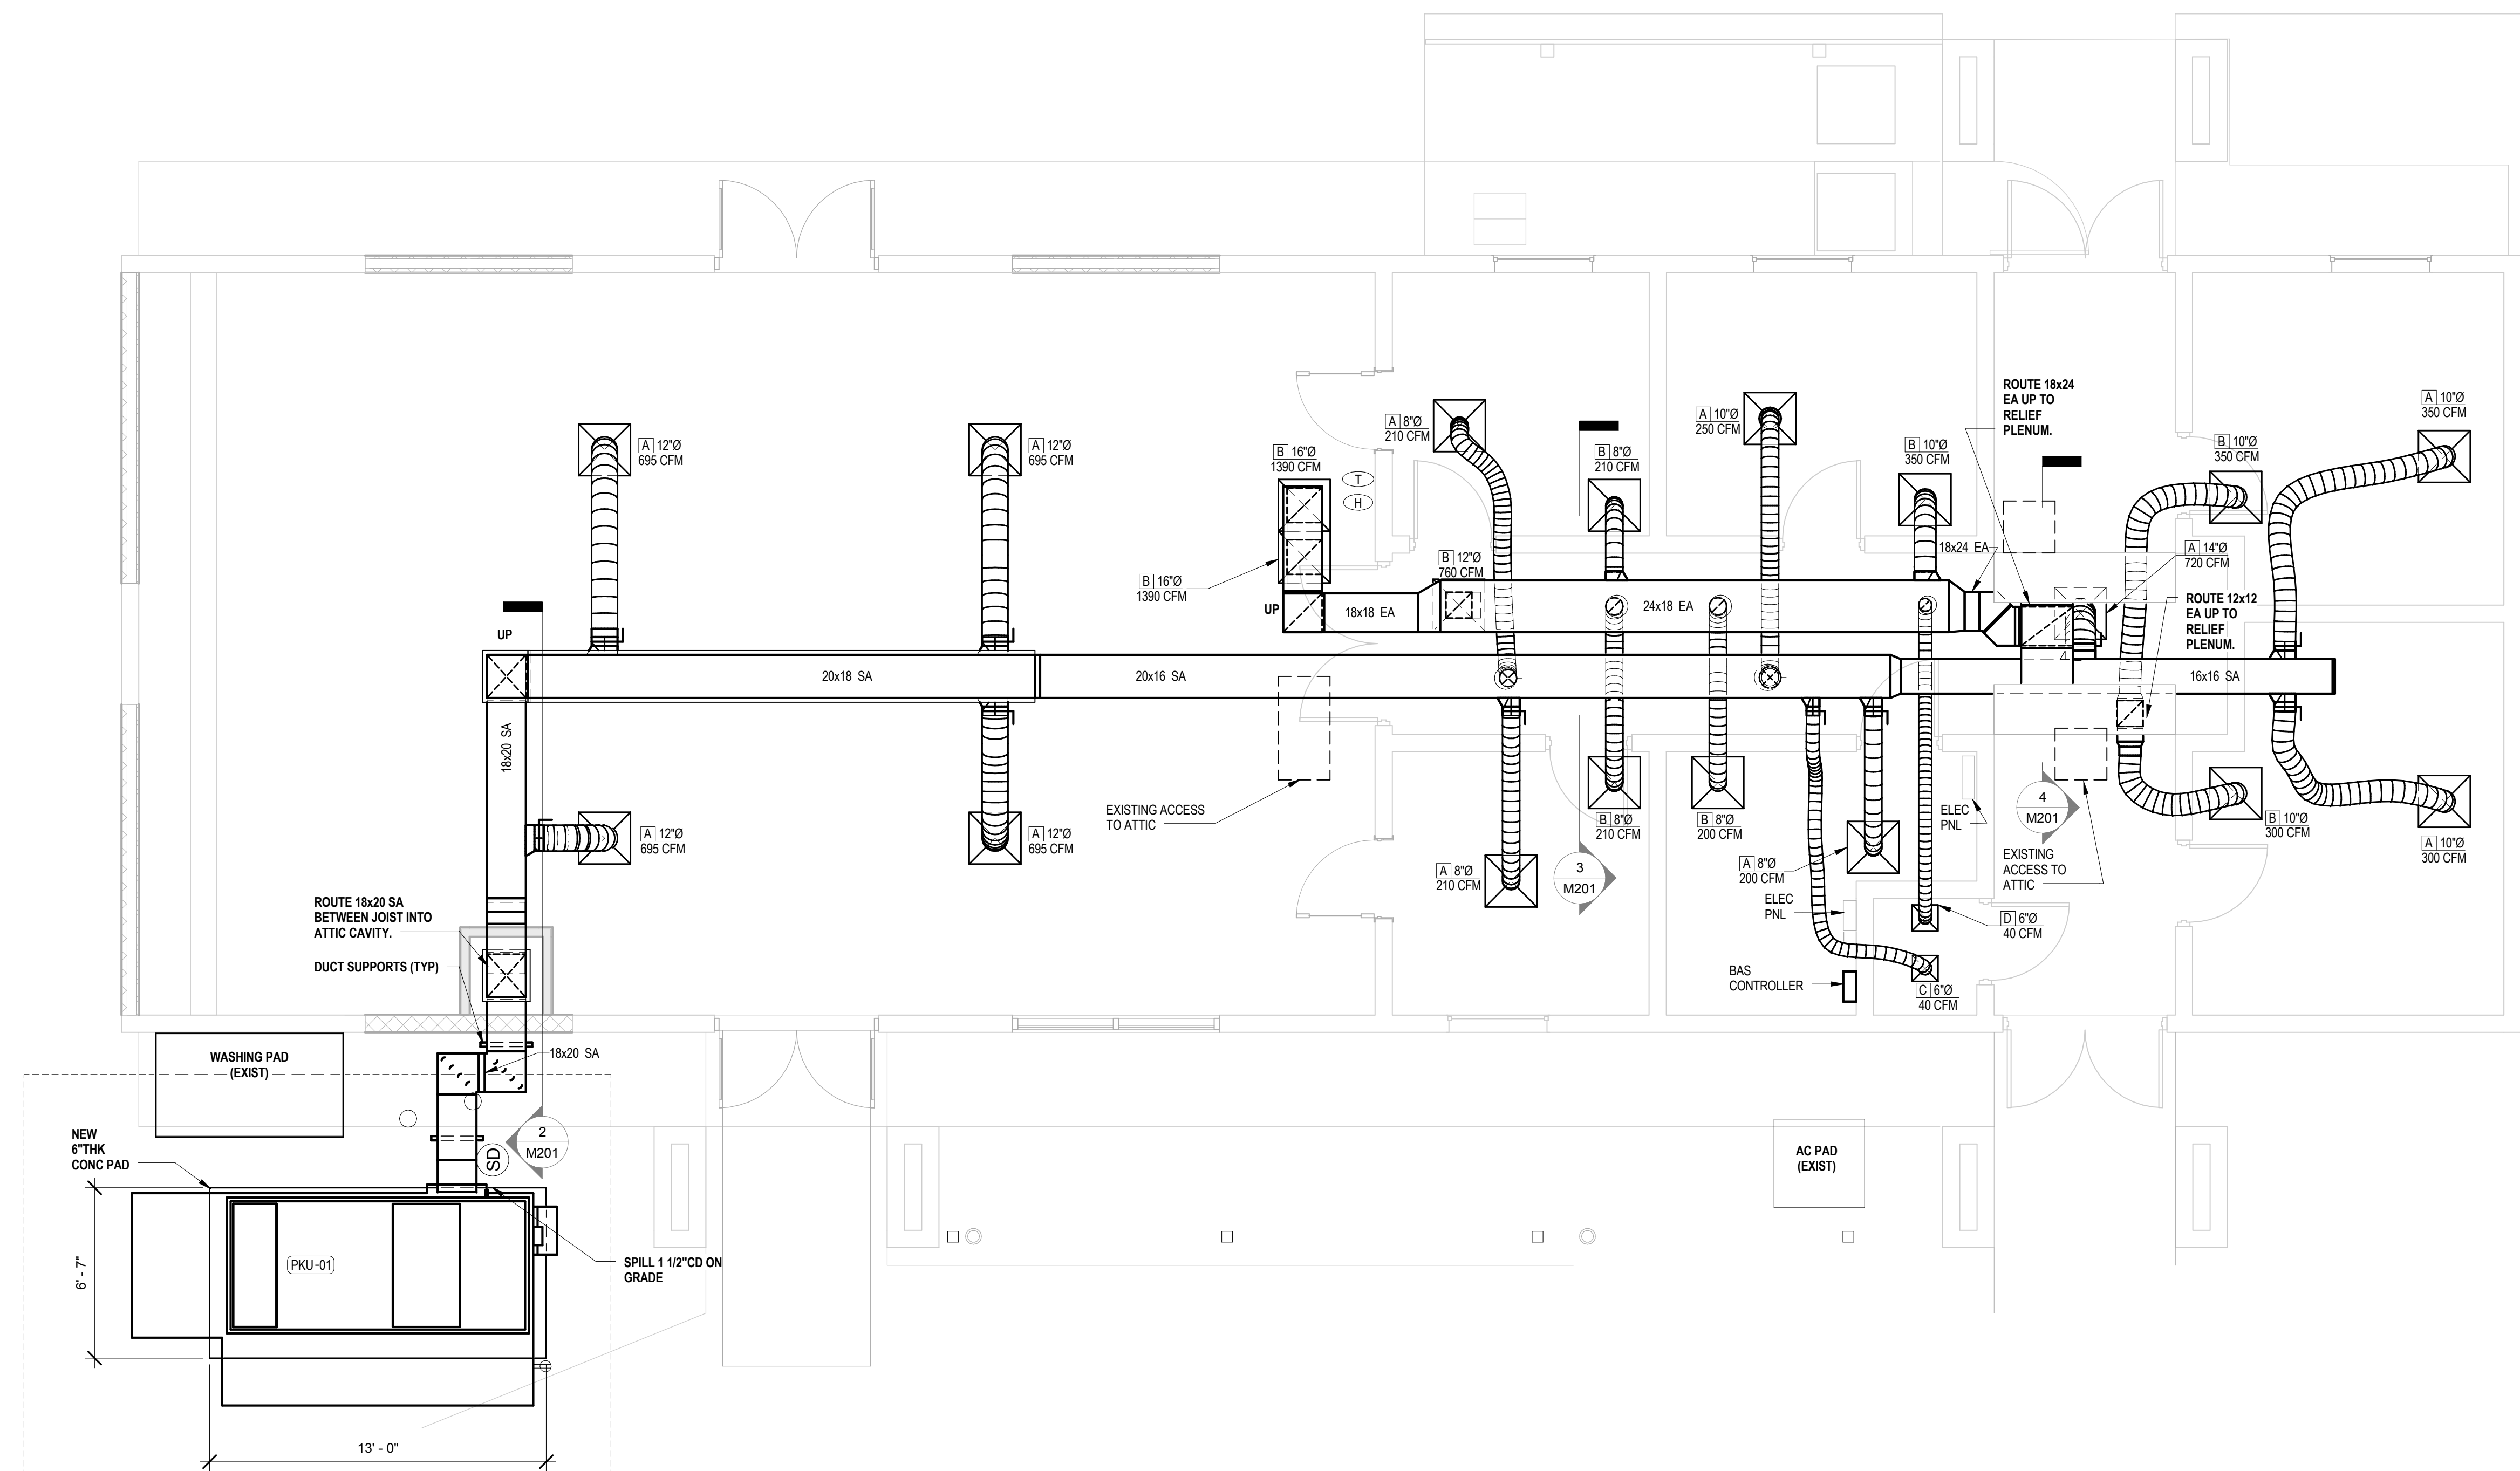 ROUTE 18x24
EA UP TO
RELIEF
PLENUM.
A 10"Ø
350 CFM
A 8"Ø
210 CFM
A 10"Ø
250 CFM
A 12"Ø
695 CFM
A 12"Ø
695 CFM
B 16"Ø
1390 CFM
T
H
B 8"Ø
210 CFM
B 10"Ø
350 CFM
B 10"Ø
350 CFM
B 12"Ø
760 CFM
18x24 EA
A 14"Ø
720 CFM
B 16"Ø
1390 CFM
UP
18x18 EA
24x18 EA
ROUTE 12x12
EA UP TO
RELIEF
PLENUM.
UP
20x18 SA
20x16 SA
16x16 SA
18x20 SA
EXISTING ACCESS
TO ATTIC
A 12"Ø
695 CFM
A 12"Ø
695 CFM
B 8"Ø
210 CFM
B 8"Ø
200 CFM
ELEC
PNL
4
M201
B 10"Ø
300 CFM
A 10"Ø
300 CFM
A 8"Ø
210 CFM
3
M201
A 8"Ø
200 CFM
EXISTING
ACCESS TO
ATTIC
ROUTE 18x20 SA
BETWEEN JOIST INTO
ATTIC CAVITY.
ELEC
PNL
D 6"Ø
40 CFM
DUCT SUPPORTS (TYP)
BAS
CONTROLLER
C 6"Ø
40 CFM
WASHING PAD
(EXIST)
18x20 SA
NEW
6"THK
CONC PAD
2
M201
SD
AC PAD
(EXIST)
6' - 7"
PKU-01
SPILL 1 1/2"CD ON
GRADE
13' - 0"